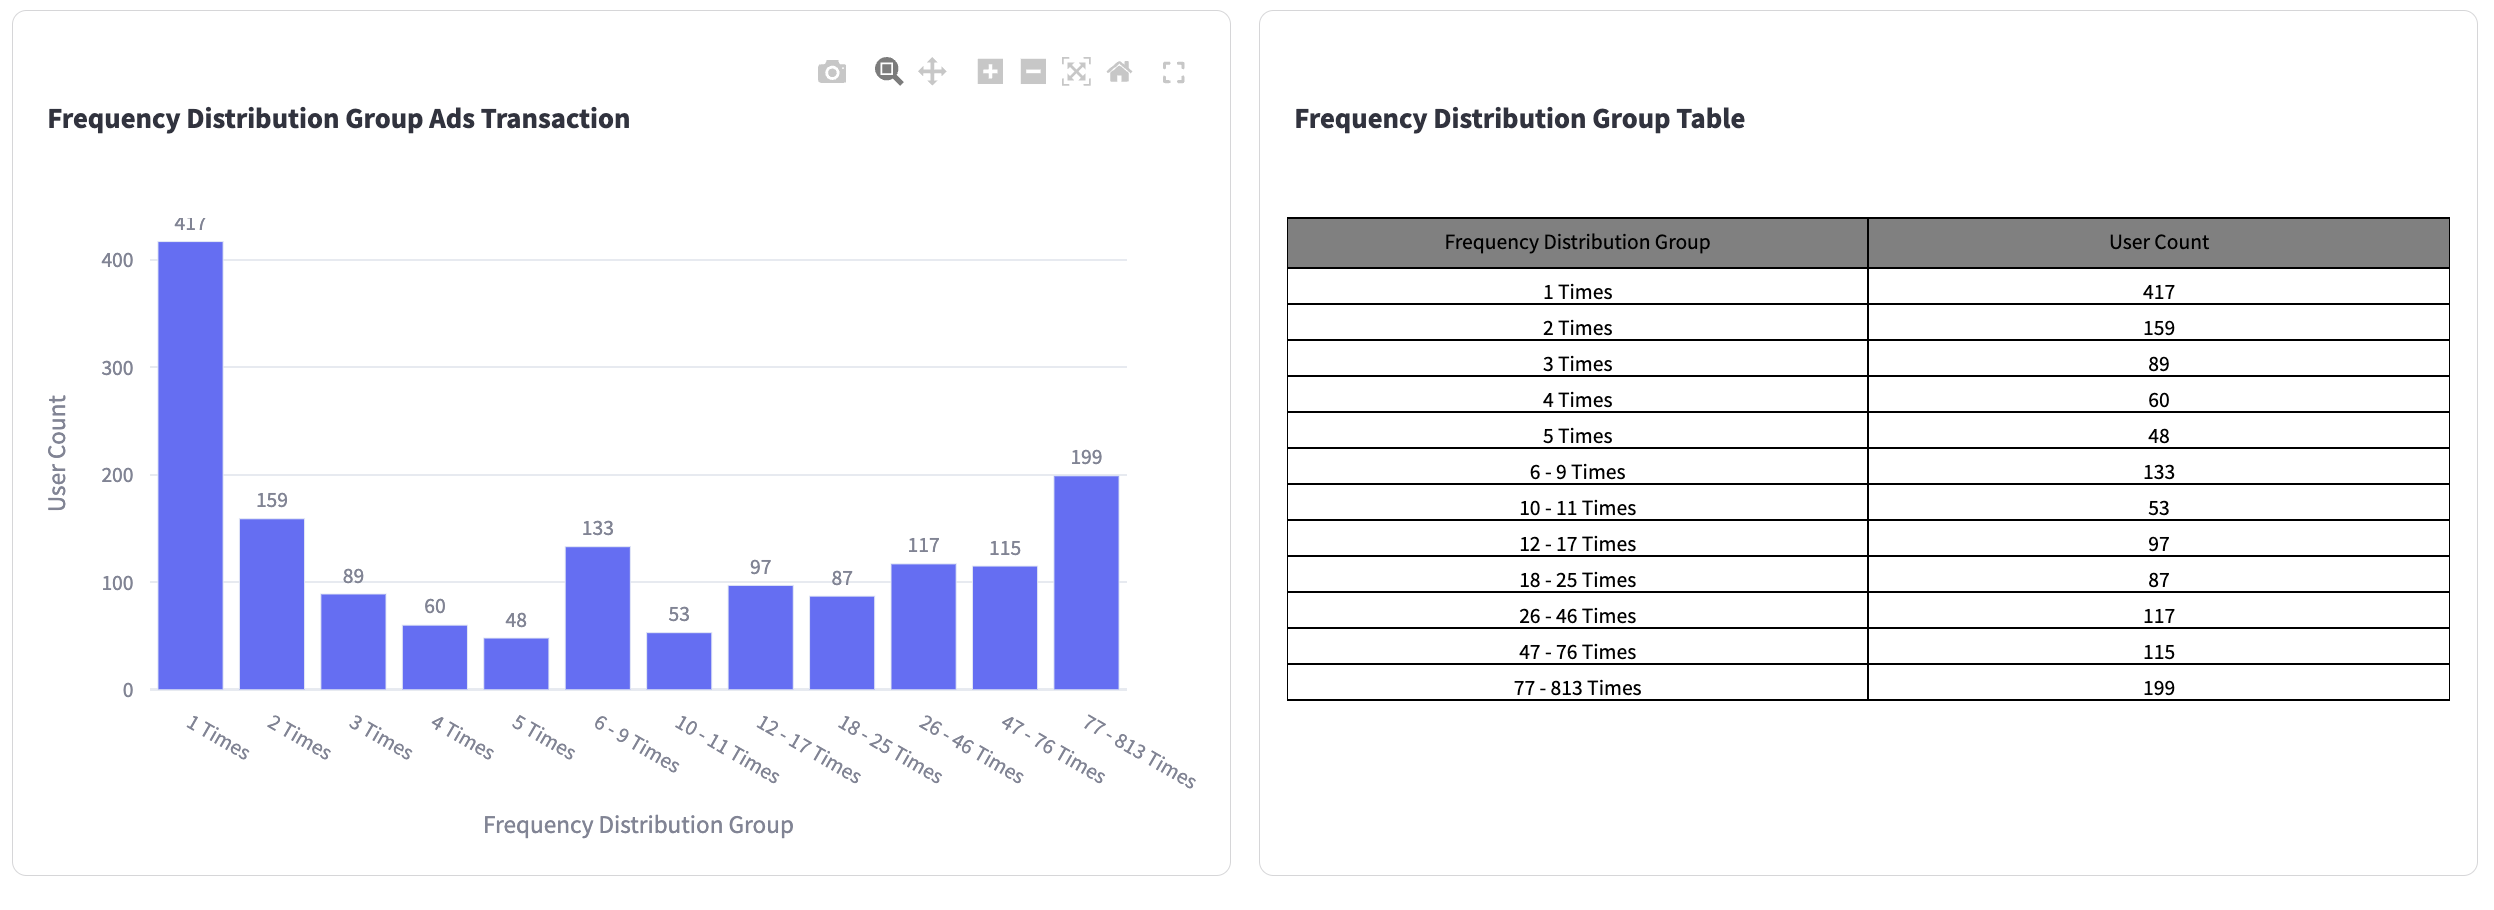 Frequency Distribution Group Ads Transaction
User Count
400
300
200
100
0
417
159
89
60
48
133
53
97
87
117
115
199
1 Times
2 Times
3 Times
4 Times
5 Times
6 - 9 Times
10 - 11 Times
12 - 17 Times
18 - 25 Times
26 - 46 Times
47 - 76 Times
77 - 813 Times
Frequency Distribution Group
Frequency Distribution Group Table
Frequency Distribution Group User Count
1 Times 417
2 Times 159
3 Times 89
4 Times 60
5 Times 48
6 - 9 Times 133
10 - 11 Times 53
12 - 17 Times 97
18 - 25 Times 87
26 - 46 Times 117
47 - 76 Times 115
77 - 813 Times 199